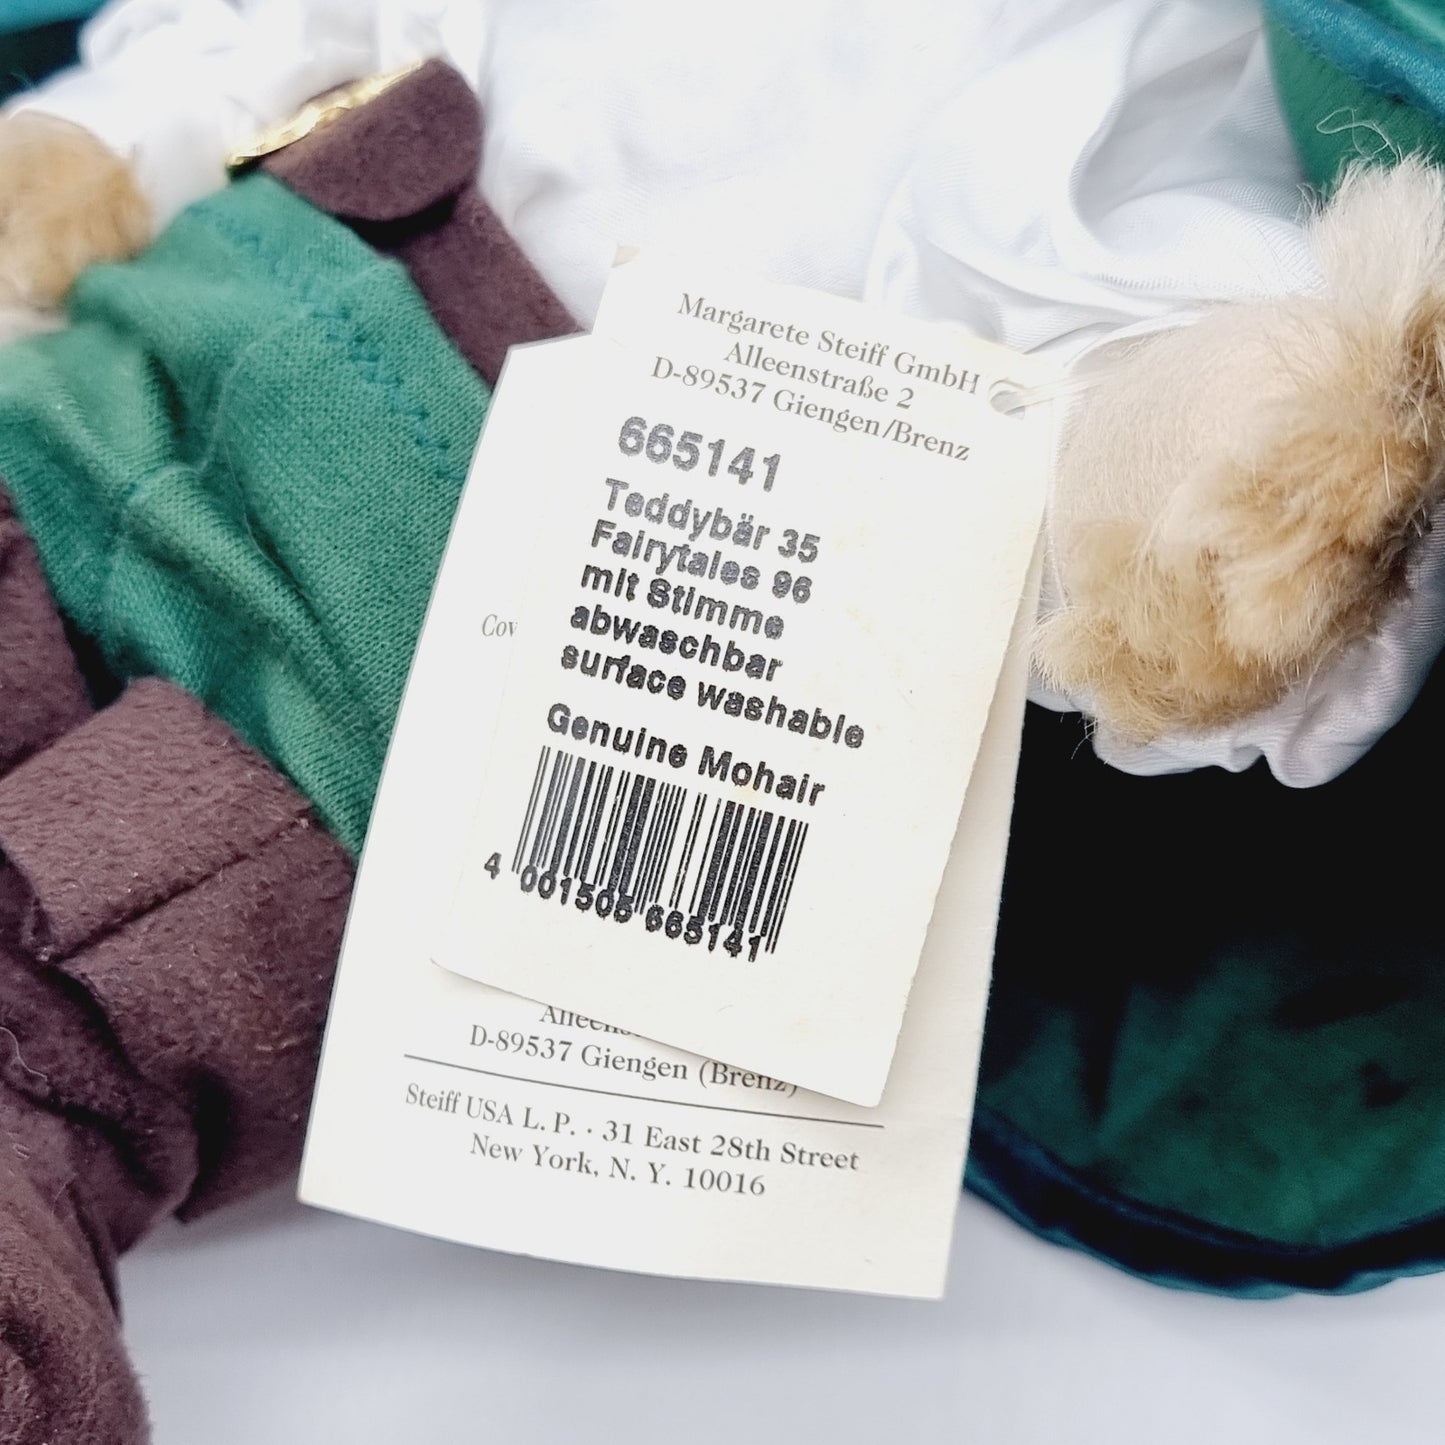 Margarete Steiff GmbH
Alleenstraße 2
D-89537 Giengen/Brenz
665141
Teddybär 35
Fairytales 96
mit Stimme
abwaschbar
surface washable
Genuine Mohair
4 001505 665141
D-89537 Giengen (Brenz)
Steiff USA L. P. · 31 East 28th Street
New York, N. Y. 10016